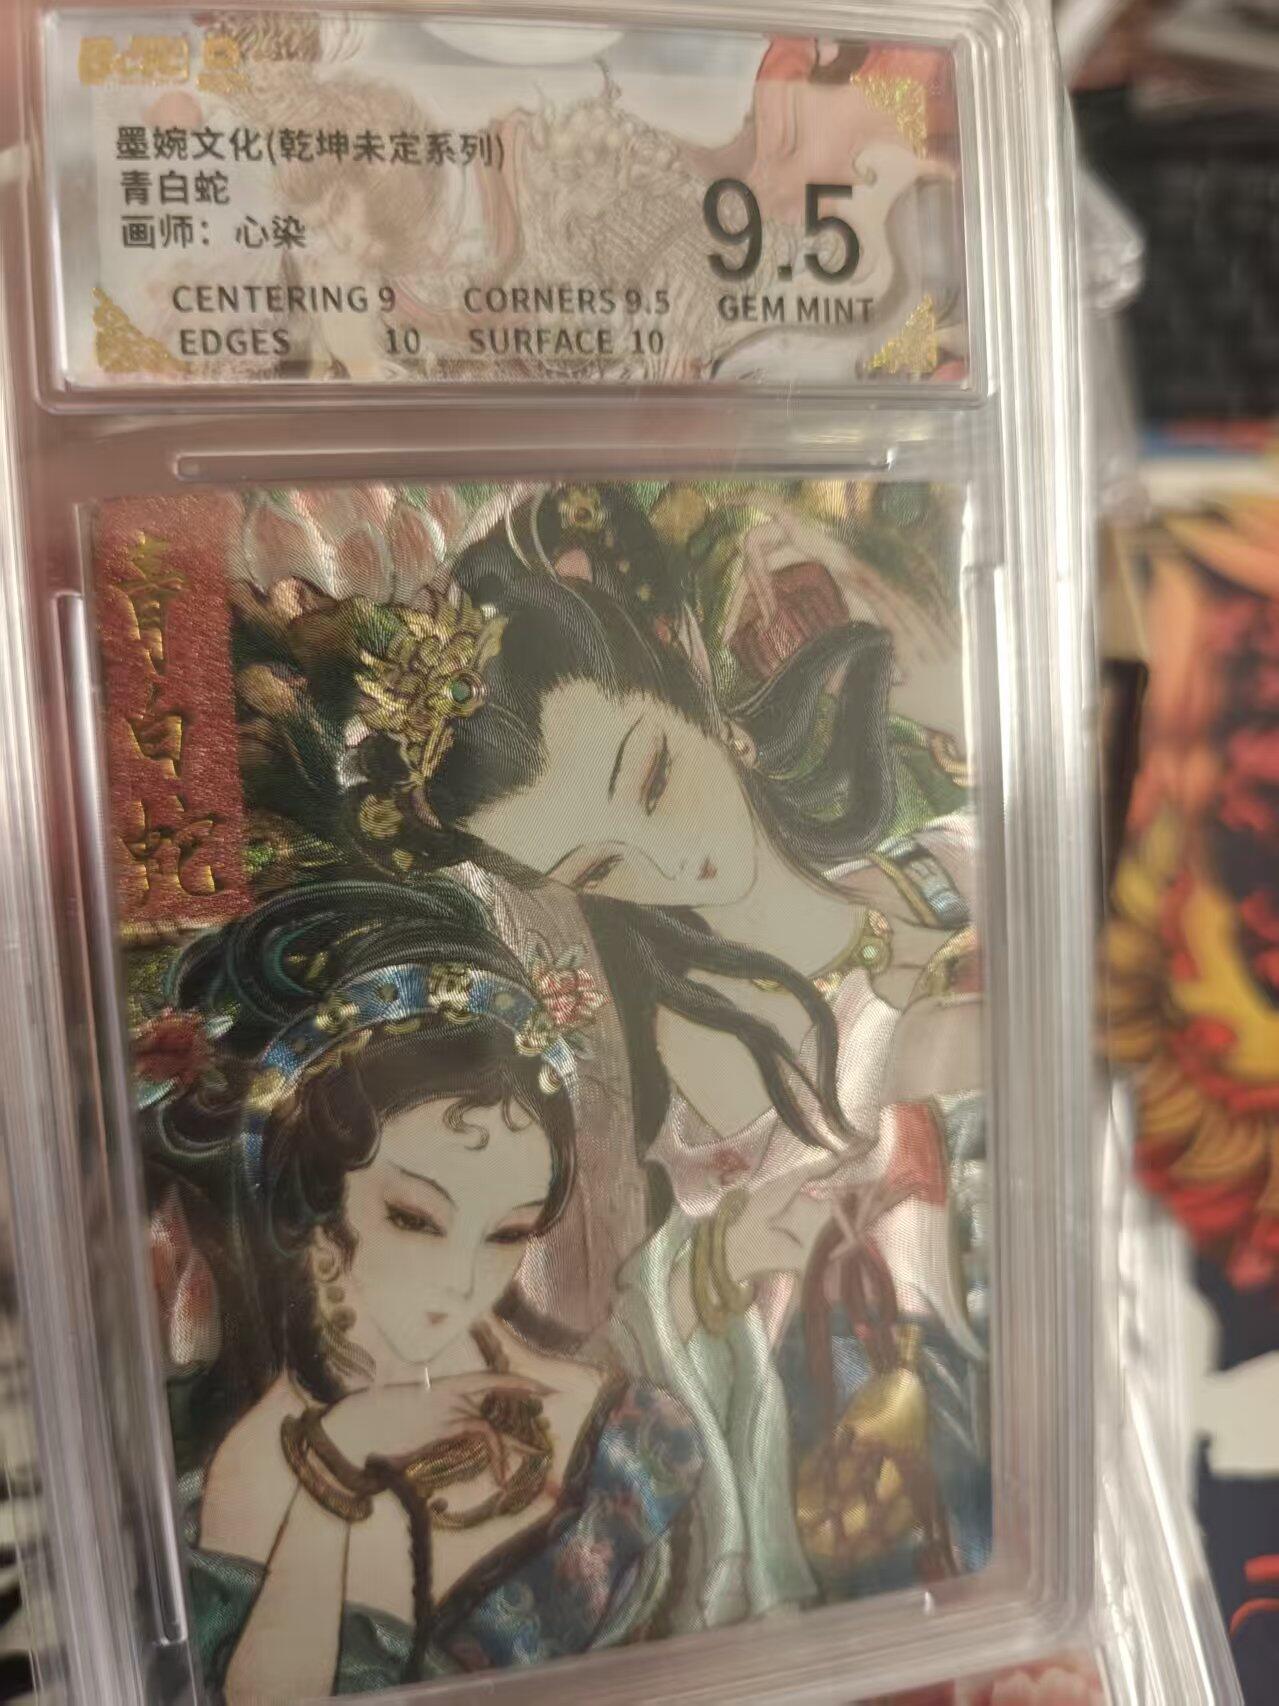 墨婉文化(乾坤未定系列)
青白蛇
画师：心染
9.5
GEM MINT
CENTERING 9 CORNERS 9.5
EDGES 10 SURFACE 10
青白蛇